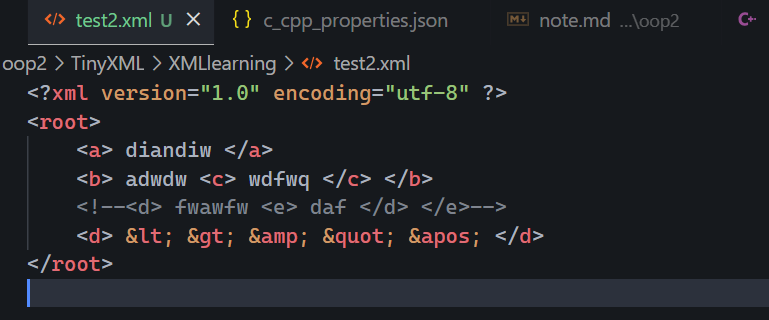 test2.xml U c_cpp_properties.json note.md ...\oop2
oop2 > TinyXML > XMLlearning > test2.xml
<?xml version="1.0" encoding="utf-8" ?>
<root>
    <a> diandiw </a>
    <b> adwdw <c> wdfwq </c> </b>
    <!--<d> fwawfw <e> daf </d> </e>-->
    <d> &lt; &gt; &amp; &quot; &apos; </d>
</root>